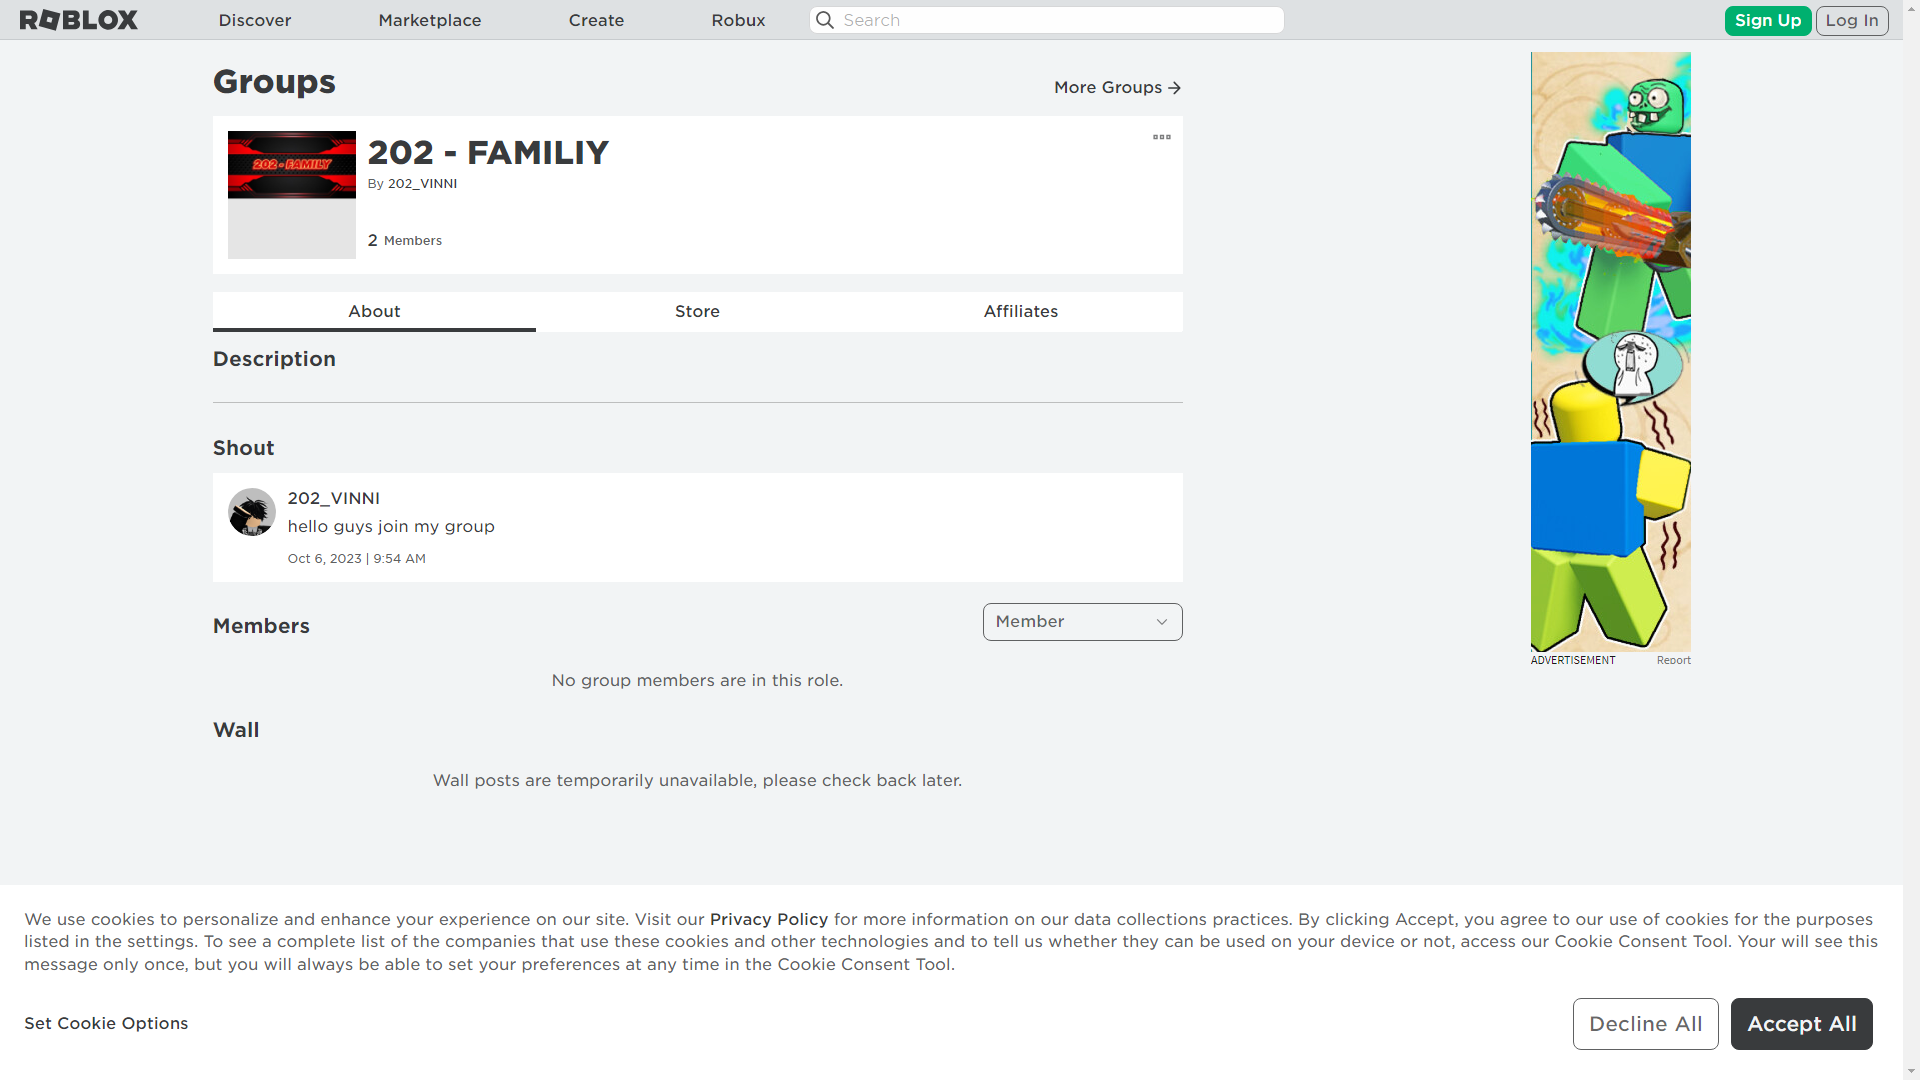 ROBLOX
Discover
Marketplace
Create
Robux
Search
Sign Up
Log In
Groups
More Groups
202 - FAMILY
202 - FAMILIY
By 202_VINNI
2 Members
About
Store
Affiliates
Description
Shout
202_VINNI
hello guys join my group
Oct 6, 2023 | 9:54 AM
Members
Member
No group members are in this role.
Wall
Wall posts are temporarily unavailable, please check back later.
ADVERTISEMENT
Report
We use cookies to personalize and enhance your experience on our site. Visit our Privacy Policy for more information on our data collections practices. By clicking Accept, you agree to our use of cookies for the purposes
listed in the settings. To see a complete list of the companies that use these cookies and other technologies and to tell us whether they can be used on your device or not, access our Cookie Consent Tool. Your will see this
message only once, but you will always be able to set your preferences at any time in the Cookie Consent Tool.
Set Cookie Options
Decline All
Accept All